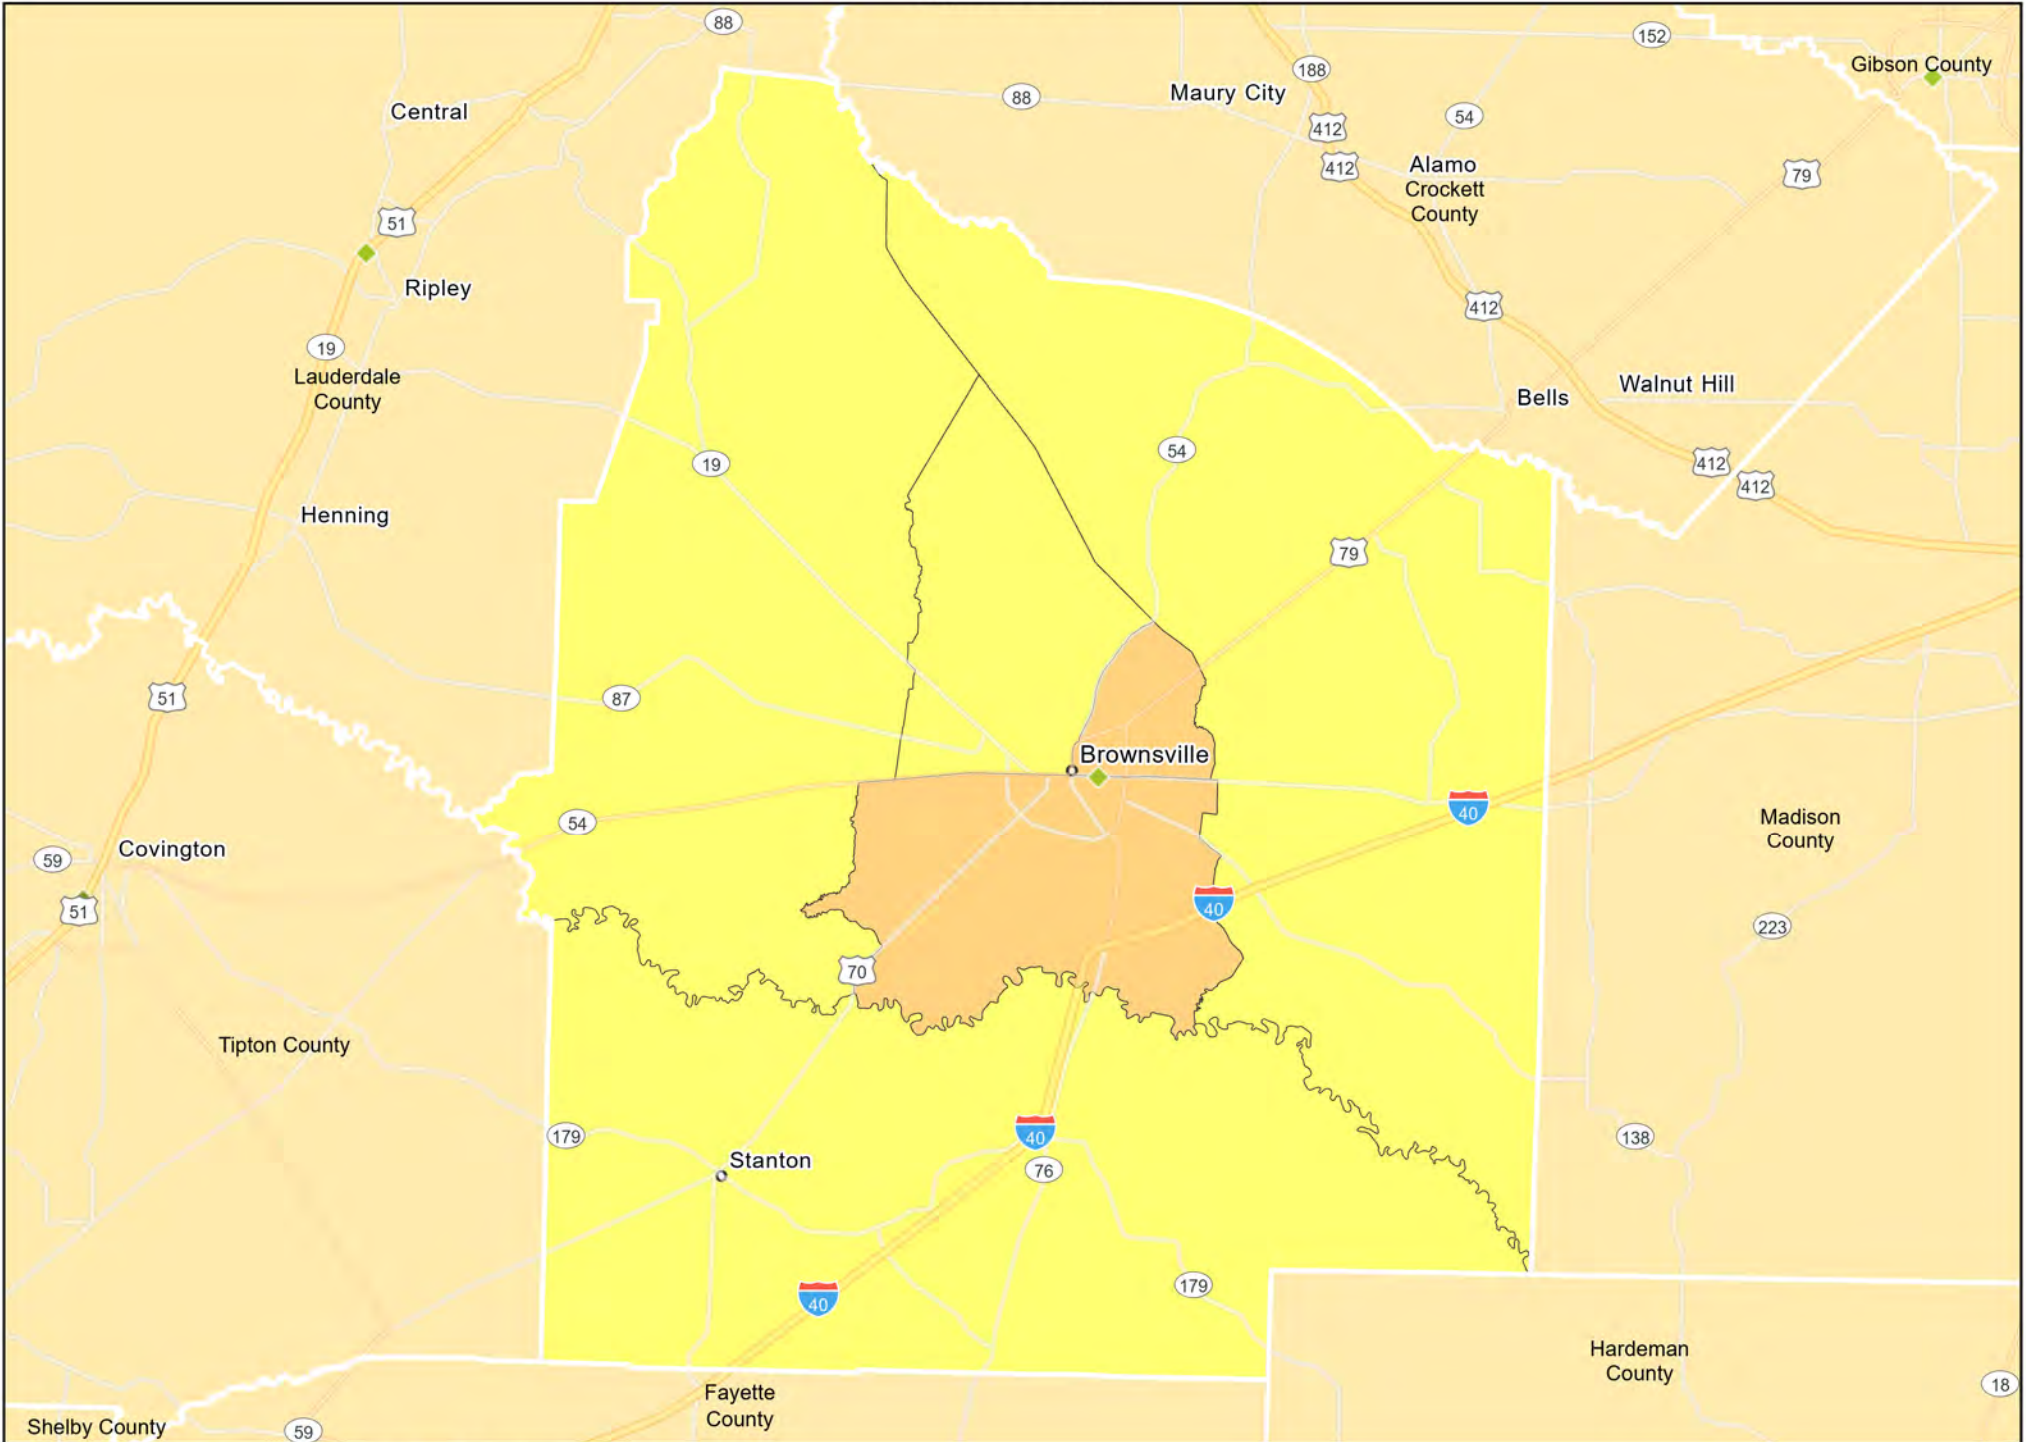 88
152
Gibson County
188
88
Maury City
Central
54
412
412
Alamo
Crockett
County
79
51
Ripley
412
19
Lauderdale
County
Walnut Hill
Bells
54
19
412
412
Henning
79
51
87
Brownsville
40
54
Madison
County
Covington
59
51
40
223
70
Tipton County
179
40
138
Stanton
76
179
40
Hardeman
County
18
Fayette
County
Shelby County
59